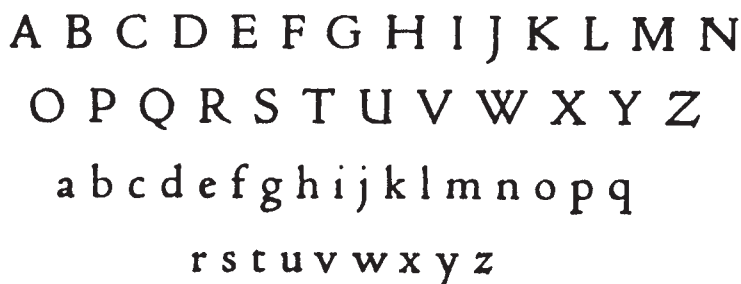 A B C D E F G H I J K L M N
O P Q R S T U V W X Y Z
a b c d e f g h i j k l m n o p q
r s t u v w x y z